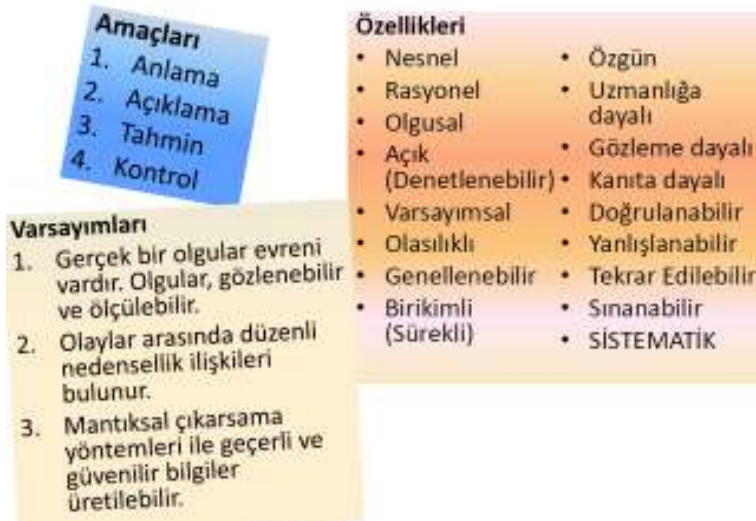 Amaçları
1. Anlama
2. Açıklama
3. Tahmin
4. Kontrol
Özellikleri
• Nesnel
• Rasyonel
• Olgusal
• Açık
(Denetlenebilir)
• Varsayımsal
• Olasılıklı
• Genellenebilir
• Birikimli
(Sürekli)
• Özgün
• Uzmanlığa
dayalı
• Gözleme dayalı
• Kanıta dayalı
• Doğrulanabilir
• Yanlışlanabilir
• Tekrar Edilebilir
• Sınanabilir
• SİSTEMATİK
Varsayımları
1. Gerçek bir olgular evreni
vardır. Olgular, gözlenebilir
ve ölçülebilir.
2. Olaylar arasında düzenli
nedensellik ilişkileri
bulunur.
3. Mantıksal çıkarsama
yöntemleri ile geçerli ve
güvenilir bilgiler
üretilebilir.